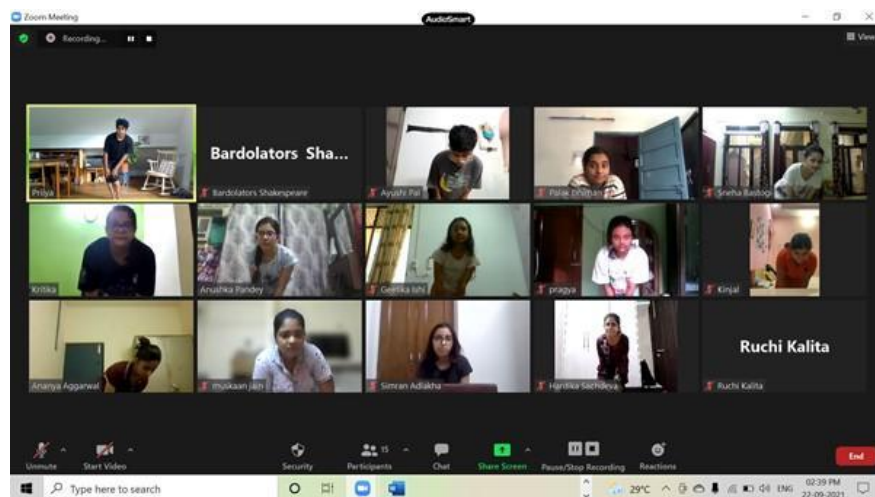 Zoom Meeting
AudioSmart
Recording...
View
Priya
Bardolators Sha...
Bardolators Shakespeare
Ayushi Pal
Palak Dhiman
Sneha Rastogi
Kritika
Anushka Pandey
Geetika Ishi
pragya
Kinjal
Ananya Aggarwal
muskaan jain
Simran Adlakha
Hardika Sachdeva
Ruchi Kalita
Ruchi Kalita
Unmute
Start Video
Security
15
Participants
Chat
Share Screen
Pause/Stop Recording
Reactions
End
Type here to search
29°C
ENG
02:39 PM
22-09-2021